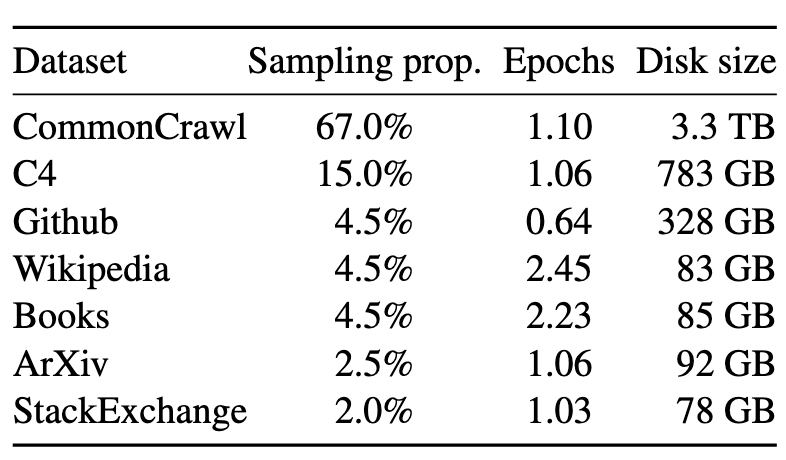 Dataset Sampling prop. Epochs Disk size
CommonCrawl 67.0% 1.10 3.3 TB
C4 15.0% 1.06 783 GB
Github 4.5% 0.64 328 GB
Wikipedia 4.5% 2.45 83 GB
Books 4.5% 2.23 85 GB
ArXiv 2.5% 1.06 92 GB
StackExchange 2.0% 1.03 78 GB